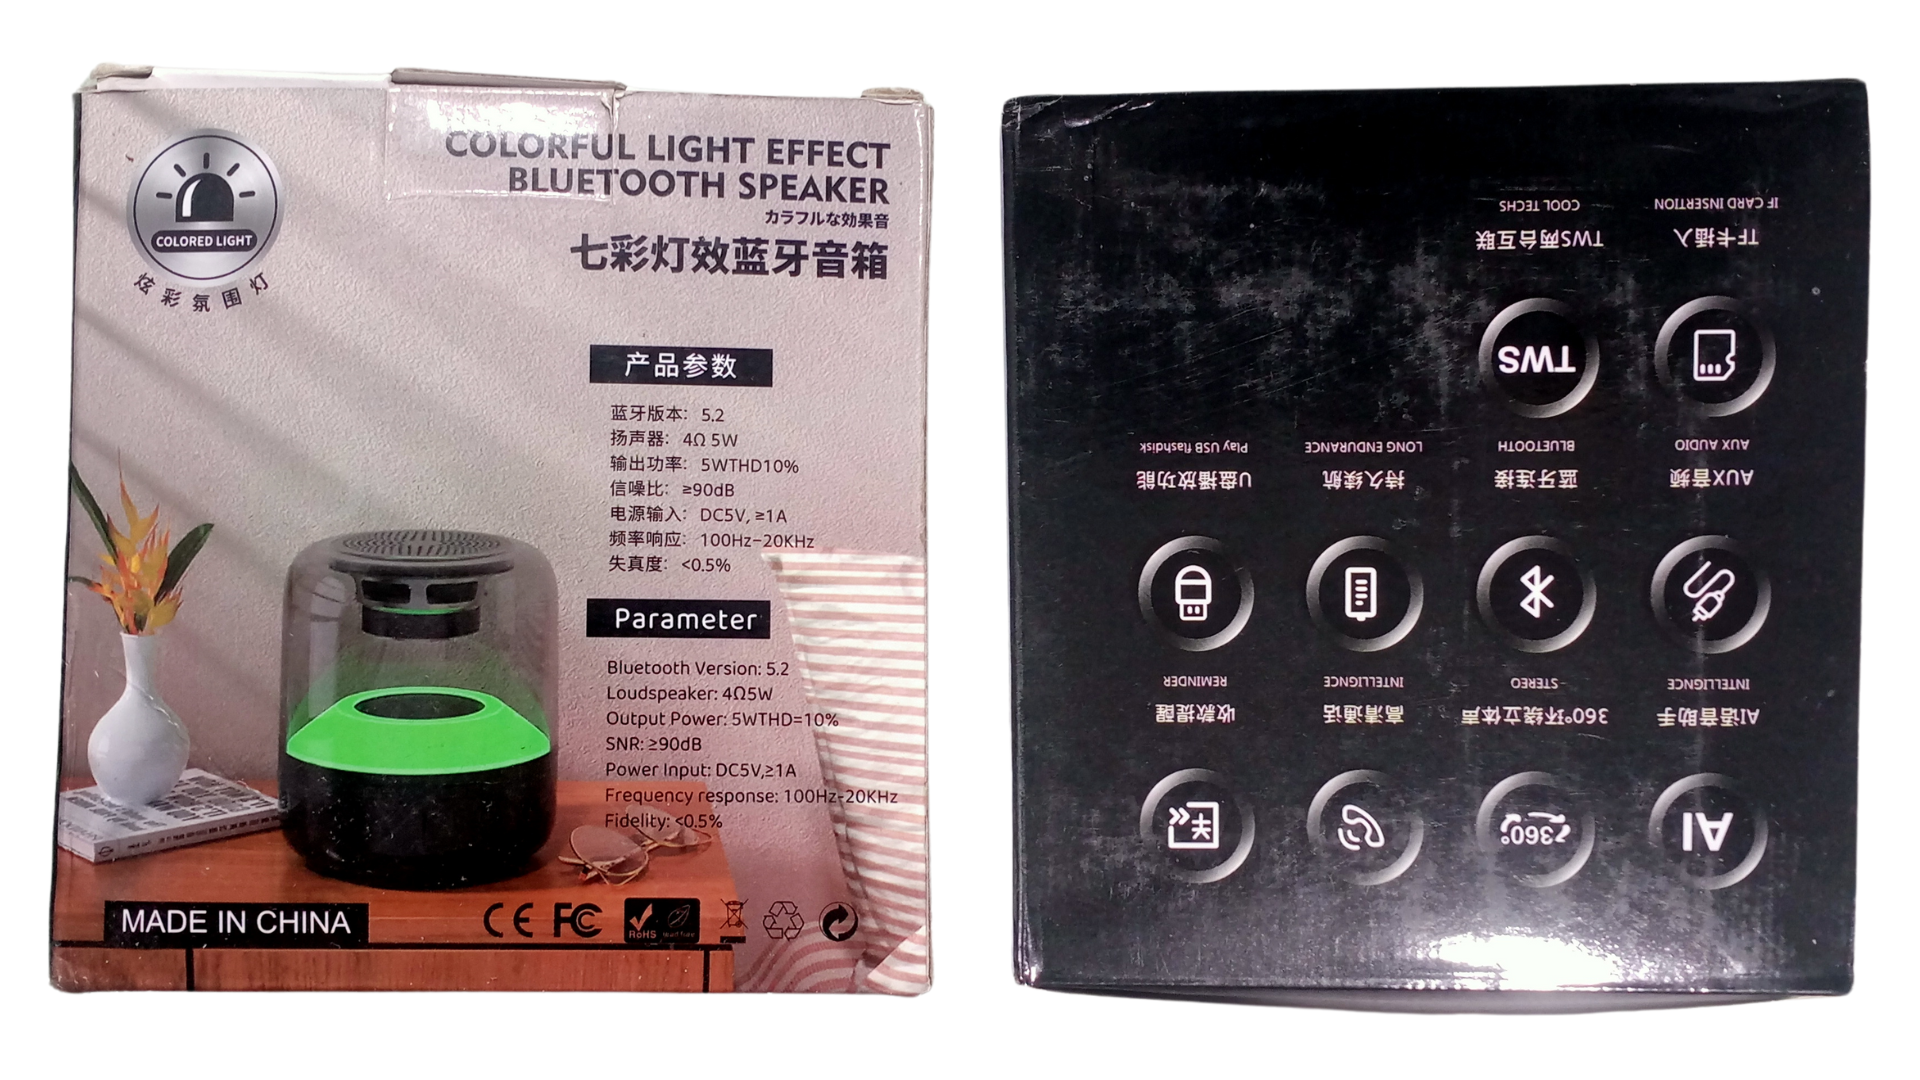 COLORED LIGHT
炫彩氛围灯
COLORFUL LIGHT EFFECT
BLUETOOTH SPEAKER
カラフルな効果音
七彩灯效蓝牙音箱
产品参数
蓝牙版本: 5.2
扬声器: 4Ω 5W
输出功率: 5WTHD10%
信噪比: ≥90dB
电源输入: DC5V, ≥1A
频率响应: 100Hz-20KHz
失真度: <0.5%
Parameter
Bluetooth Version: 5.2
Loudspeaker: 4Ω5W
Output Power: 5WTHD=10%
SNR: ≥90dB
Power Input: DC5V,≥1A
Frequency response: 100Hz-20KHz
Fidelity: <0.5%
MADE IN CHINA
CE FC RoHS
AI 360°
AI语音助手 360°环绕立体声 高清通话 收款提醒
INTELLIGENCE STEREO INTELLIGENCE REMINDER
AUX音频 蓝牙连接 持久续航 U盘播放功能
AUX AUDIO BLUETOOTH LONG ENDURANCE Play USB flashdisk
TWS
TF卡插入 TWS两台互联
IF CARD INSERTION COOL TECHS